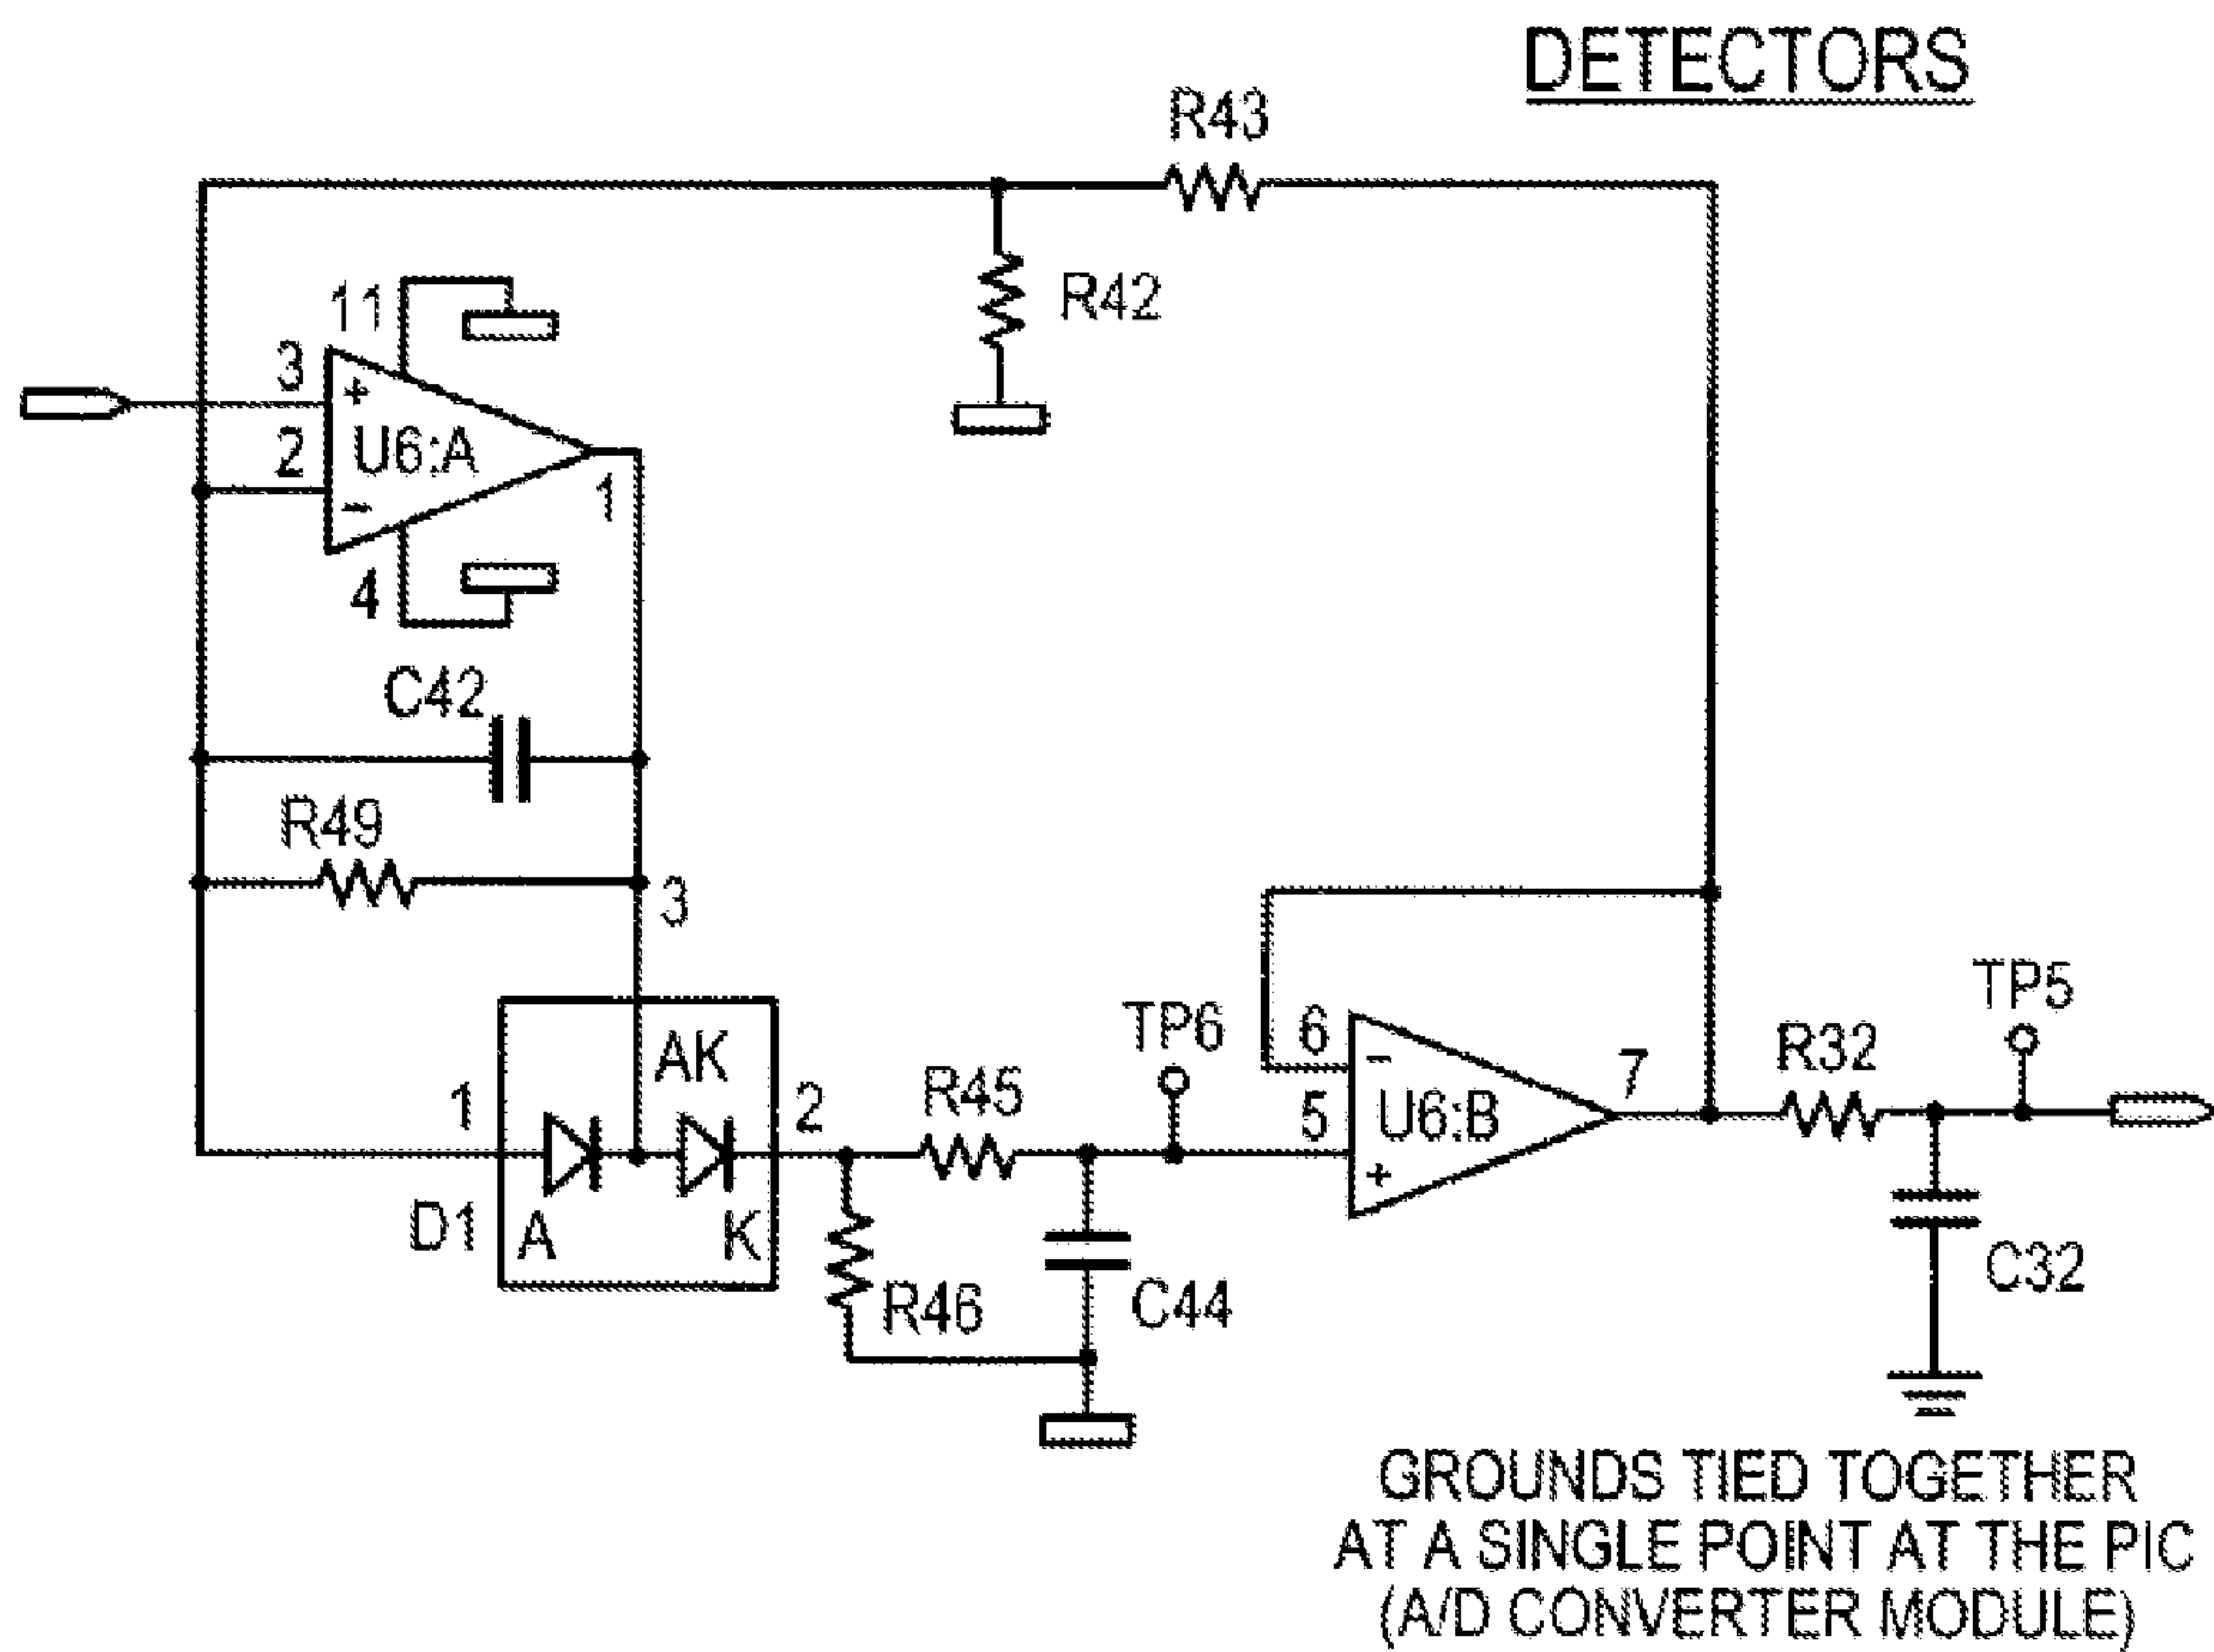 DETECTORS
R43
R42
11
3
+
U6:A
2
-
1
4
C42
R49
3
AK
1
2
D1
A
K
R45
R46
TP6
C44
6
-
5
U6:B
+
7
R32
TP5
C32
GROUNDS TIED TOGETHER
AT A SINGLE POINT AT THE PIC
(A/D CONVERTER MODULE)